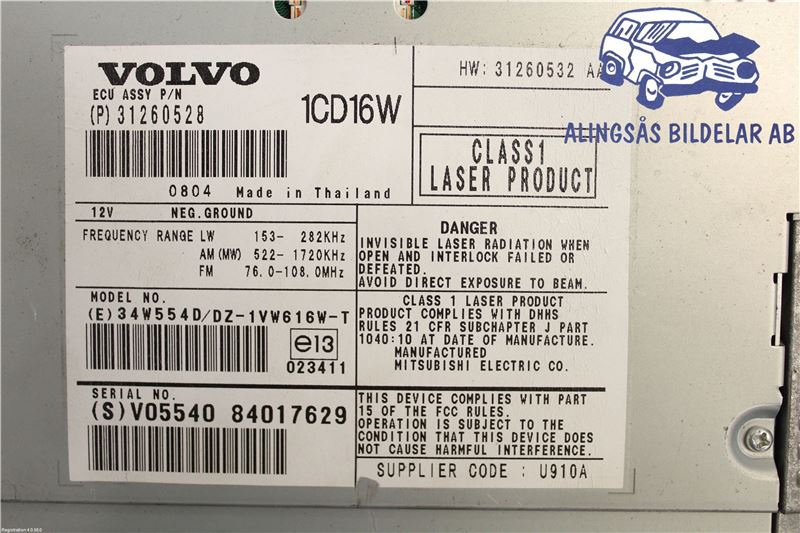 VOLVO
ECU ASSY P/N
(P) 31260528
1CD16W
0804 Made in Thailand
HW: 31260532 AA
CLASS1
LASER PRODUCT
ALINGSÅS BILDELAR AB
12V NEG.GROUND
FREQUENCY RANGE LW 153- 282KHz
AM(MW) 522-1720KHz
FM 76.0-108.0MHz
DANGER
INVISIBLE LASER RADIATION WHEN
OPEN AND INTERLOCK FAILED OR
DEFEATED.
AVOID DIRECT EXPOSURE TO BEAM.
MODEL NO.
(E)34W554D/DZ-1VW616W-T
e13
023411
CLASS 1 LASER PRODUCT
PRODUCT COMPLIES WITH DHHS
RULES 21 CFR SUBCHAPTER J PART
1040:10 AT DATE OF MANUFACTURE.
MANUFACTURED
MITSUBISHI ELECTRIC CO.
SERIAL NO.
(S)V05540 84017629
THIS DEVICE COMPLIES WITH PART
15 OF THE FCC RULES.
OPERATION IS SUBJECT TO THE
CONDITION THAT THIS DEVICE DOES
NOT CAUSE HARMFUL INTERFERENCE.
SUPPLIER CODE : U910A